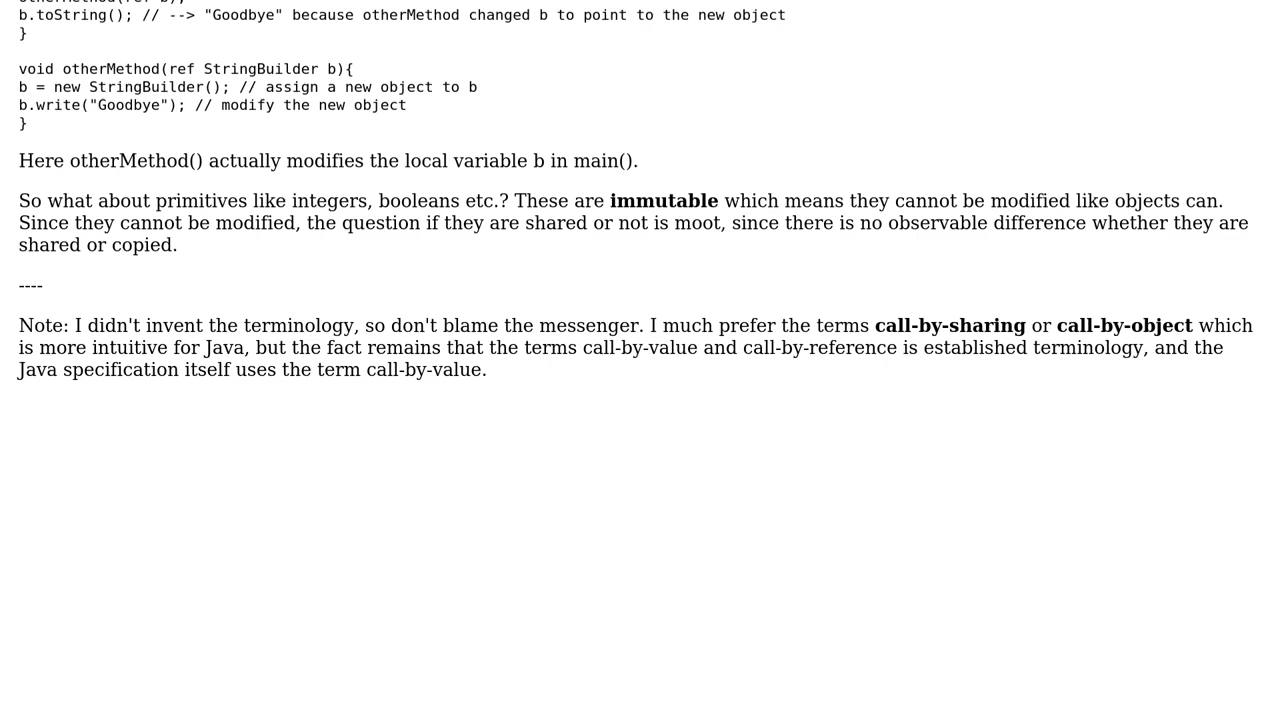 otherMethod(ref b);
b.toString(); // --> "Goodbye" because otherMethod changed b to point to the new object
}
void otherMethod(ref StringBuilder b){
b = new StringBuilder(); // assign a new object to b
b.write("Goodbye"); // modify the new object
}
Here otherMethod() actually modifies the local variable b in main().
So what about primitives like integers, booleans etc.? These are immutable which means they cannot be modified like objects can.
Since they cannot be modified, the question if they are shared or not is moot, since there is no observable difference whether they are
shared or copied.
----
Note: I didn't invent the terminology, so don't blame the messenger. I much prefer the terms call-by-sharing or call-by-object which
is more intuitive for Java, but the fact remains that the terms call-by-value and call-by-reference is established terminology, and the
Java specification itself uses the term call-by-value.